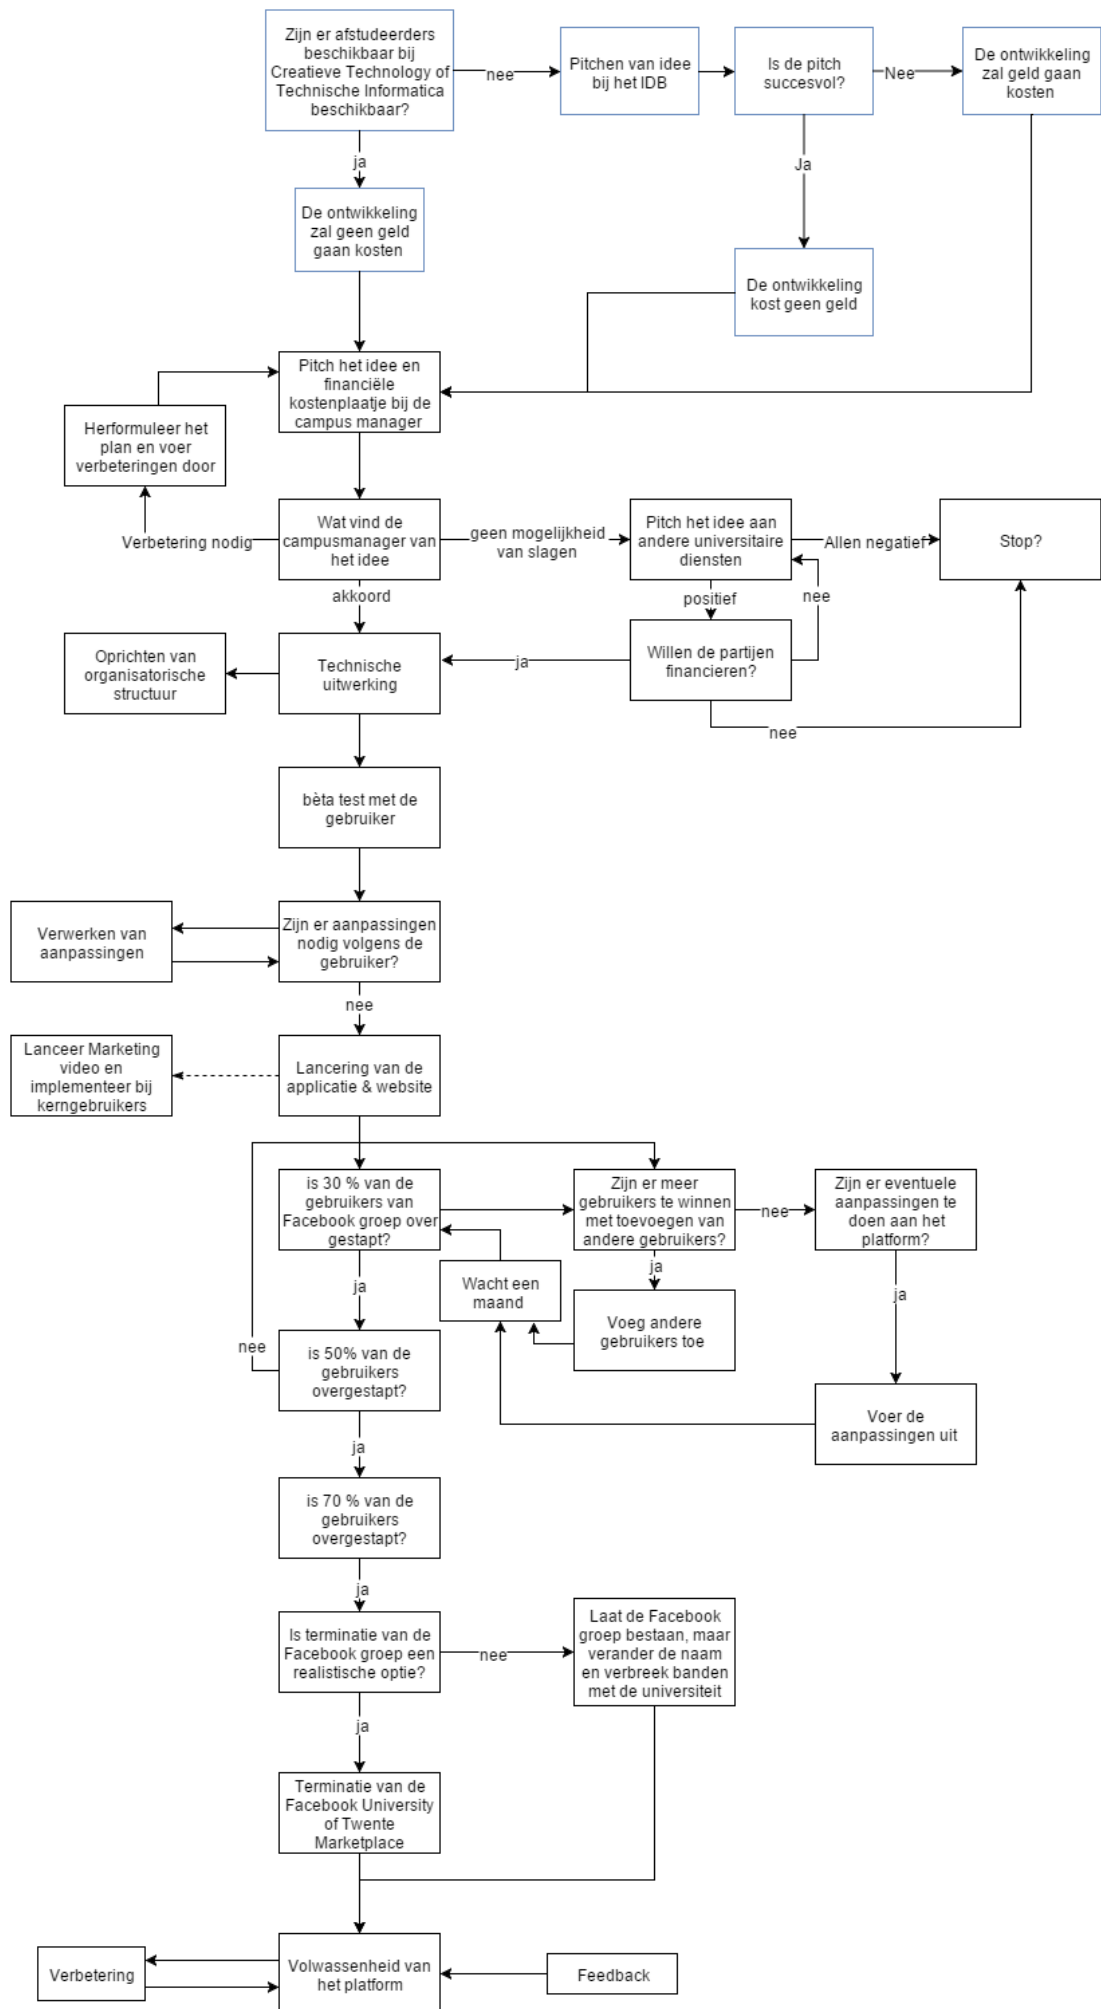 Zijn er afstudeerders
beschikbaar bij
Creatieve Technology of
Technische Informatica
beschikbaar?
nee
Pitchen van idee
bij het IDB
Is de pitch
succesvol?
Nee
De ontwikkeling
zal geld gaan
kosten
ja
Ja
De ontwikkeling
zal geen geld
gaan kosten
De ontwikkeling
kost geen geld
Pitch het idee en
financiële
kostenplaatje bij de
campus manager
Herformuleer het
plan en voer
verbeteringen door
Verbetering nodig
Wat vind de
campusmanager van
het idee
geen mogelijkheid
van slagen
Pitch het idee aan
andere universitaire
diensten
Allen negatief
Stop?
akkoord
positief
nee
Oprichten van
organisatorische
structuur
Technische
uitwerking
ja
Willen de partijen
financieren?
nee
bèta test met de
gebruiker
Verwerken van
aanpassingen
Zijn er aanpassingen
nodig volgens de
gebruiker?
nee
Lanceer Marketing
video en
implementeer bij
kerngebruikers
Lancering van de
applicatie & website
is 30 % van de
gebruikers van
Facebook groep over
gestapt?
Zijn er meer
gebruikers te winnen
met toevoegen van
andere gebruikers?
nee
Zijn er eventuele
aanpassingen te
doen aan het
platform?
ja
Wacht een
maand
ja
ja
Voeg andere
gebruikers toe
nee
is 50% van de
gebruikers
overgestapt?
Voer de
aanpassingen uit
ja
is 70 % van de
gebruikers
overgestapt?
ja
Is terminatie van de
Facebook groep een
realistische optie?
nee
Laat de Facebook
groep bestaan, maar
verander de naam
en verbreek banden
met de universiteit
ja
Terminatie van de
Facebook University
of Twente
Marketplace
Verbetering
Volwassenheid van
het platform
Feedback